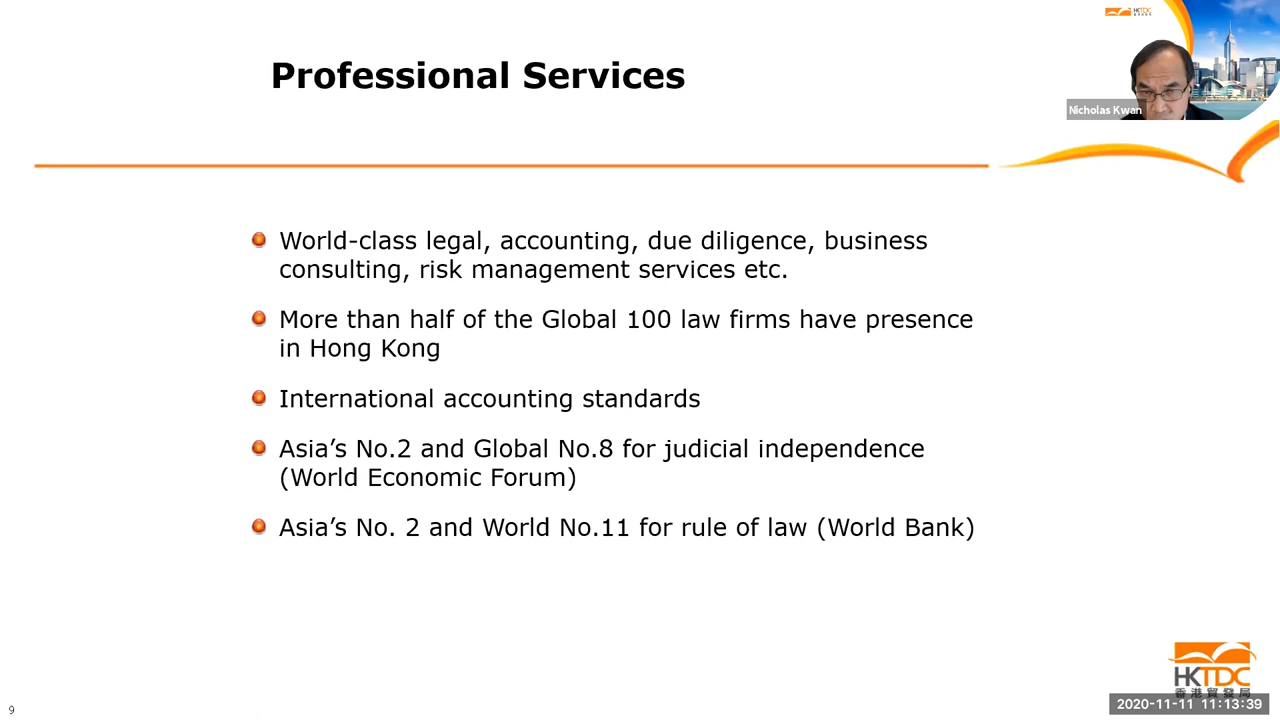 Professional Services
HKTDC
Nicholas Kwan
World-class legal, accounting, due diligence, business
consulting, risk management services etc.
More than half of the Global 100 law firms have presence
in Hong Kong
International accounting standards
Asia’s No.2 and Global No.8 for judicial independence
(World Economic Forum)
Asia’s No. 2 and World No.11 for rule of law (World Bank)
HKTDC
香港貿發局
2020-11-11 11:13:39
9